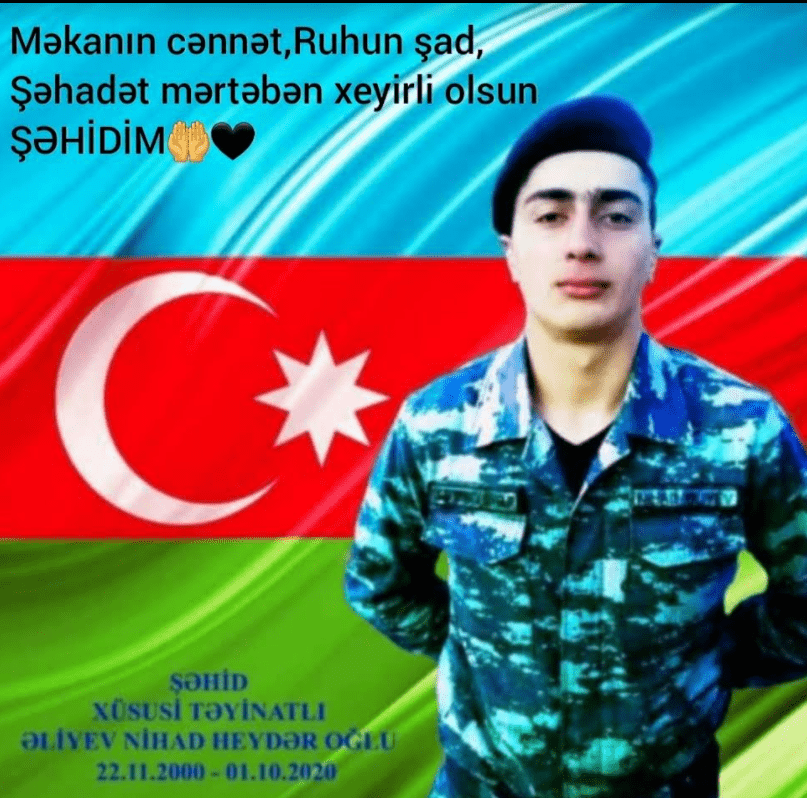 Məkanın cənnət,Ruhun şad,
Şəhadət mərtəbən xeyirli olsun
ŞƏHİDİM🤲🖤
ŞƏHİD
XÜSUSİ TƏYİNATLI
ƏLİYEV NİHAD HEYDƏR OĞLU
22.11.2000 - 01.10.2020